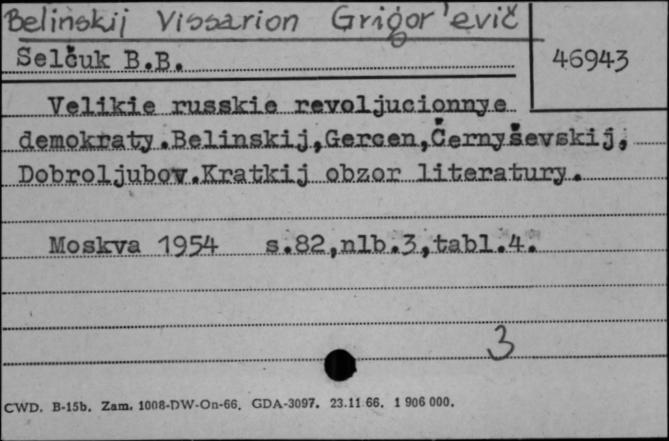 Belinskij Vissarion Grigor'evič
46943
Selčuk B.B.
Velikie russkie revoljucionnye
demokraty.Belinskij,Gercen,Černyševskij,
Dobroljubov.Kratkij obzor literatury.
Moskva 1954 s.82,nlb.3,tabl.4.
3
CWD. B-15b. Zam. 1008-DW-On-66. GDA-3097. 23.11 66. 1 906 000.